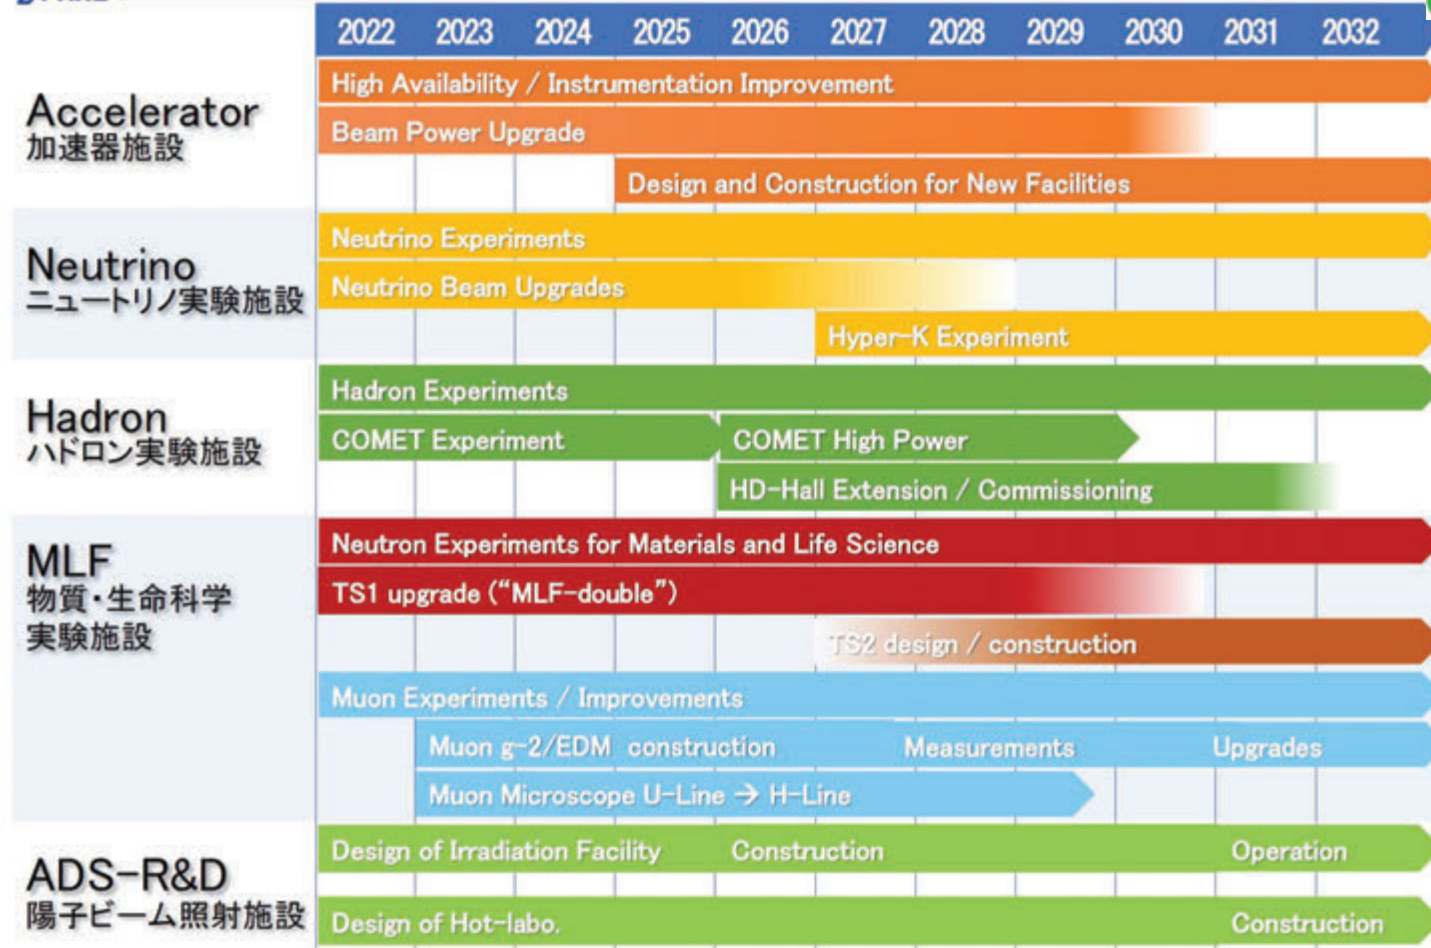 2022 2023 2024 2025 2026 2027 2028 2029 2030 2031 2032
Accelerator
加速器施設
High Availability / Instrumentation Improvement
Beam Power Upgrade
Design and Construction for New Facilities
Neutrino
ニュートリノ実験施設
Neutrino Experiments
Neutrino Beam Upgrades
Hyper-K Experiment
Hadron
ハドロン実験施設
Hadron Experiments
COMET Experiment COMET High Power
HD-Hall Extension / Commissioning
MLF
物質・生命科学
実験施設
Neutron Experiments for Materials and Life Science
TS1 upgrade (“MLF-double”)
TS2 design / construction
Muon Experiments / Improvements
Muon g-2/EDM construction Measurements Upgrades
Muon Microscope U-Line → H-Line
ADS-R&D
陽子ビーム照射施設
Design of Irradiation Facility Construction Operation
Design of Hot-labo. Construction